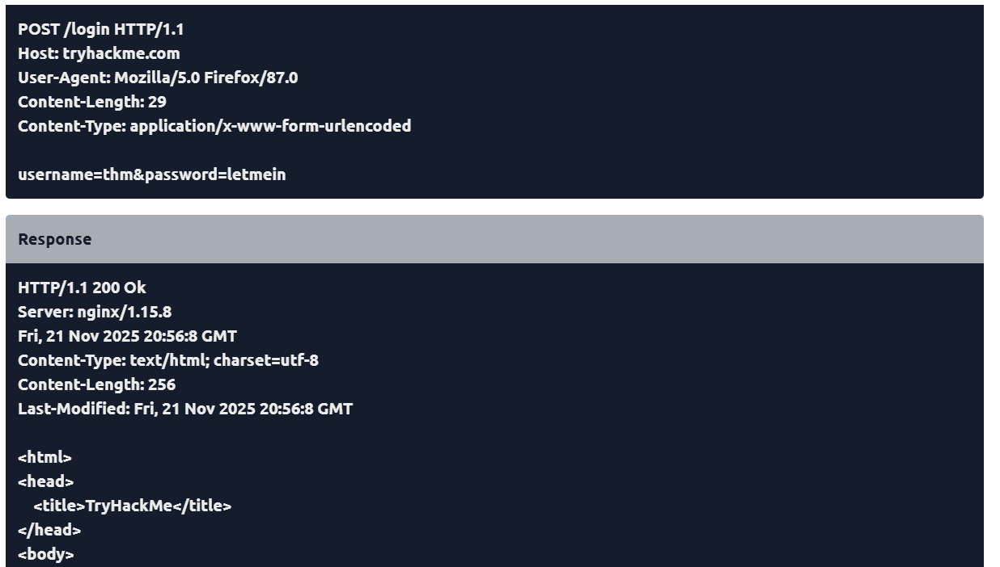 POST /login HTTP/1.1
Host: tryhackme.com
User-Agent: Mozilla/5.0 Firefox/87.0
Content-Length: 29
Content-Type: application/x-www-form-urlencoded
username=thm&password=letmein
Response
HTTP/1.1 200 Ok
Server: nginx/1.15.8
Fri, 21 Nov 2025 20:56:8 GMT
Content-Type: text/html; charset=utf-8
Content-Length: 256
Last-Modified: Fri, 21 Nov 2025 20:56:8 GMT
<html>
<head>
<title>TryHackMe</title>
</head>
<body>